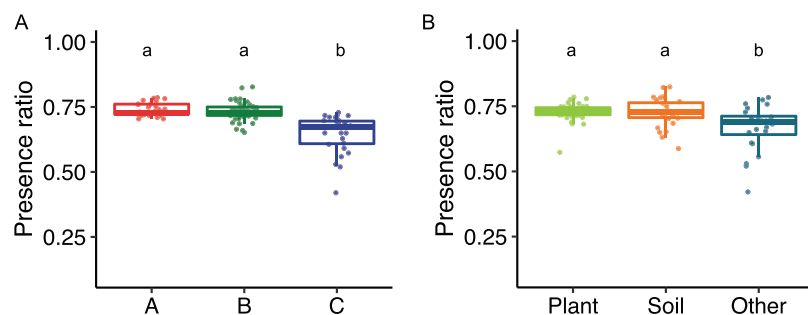 A
Presence ratio
1.00
0.75
0.50
0.25
a
a
b
A
B
C
B
Presence ratio
1.00
0.75
0.50
0.25
a
a
b
Plant
Soil
Other